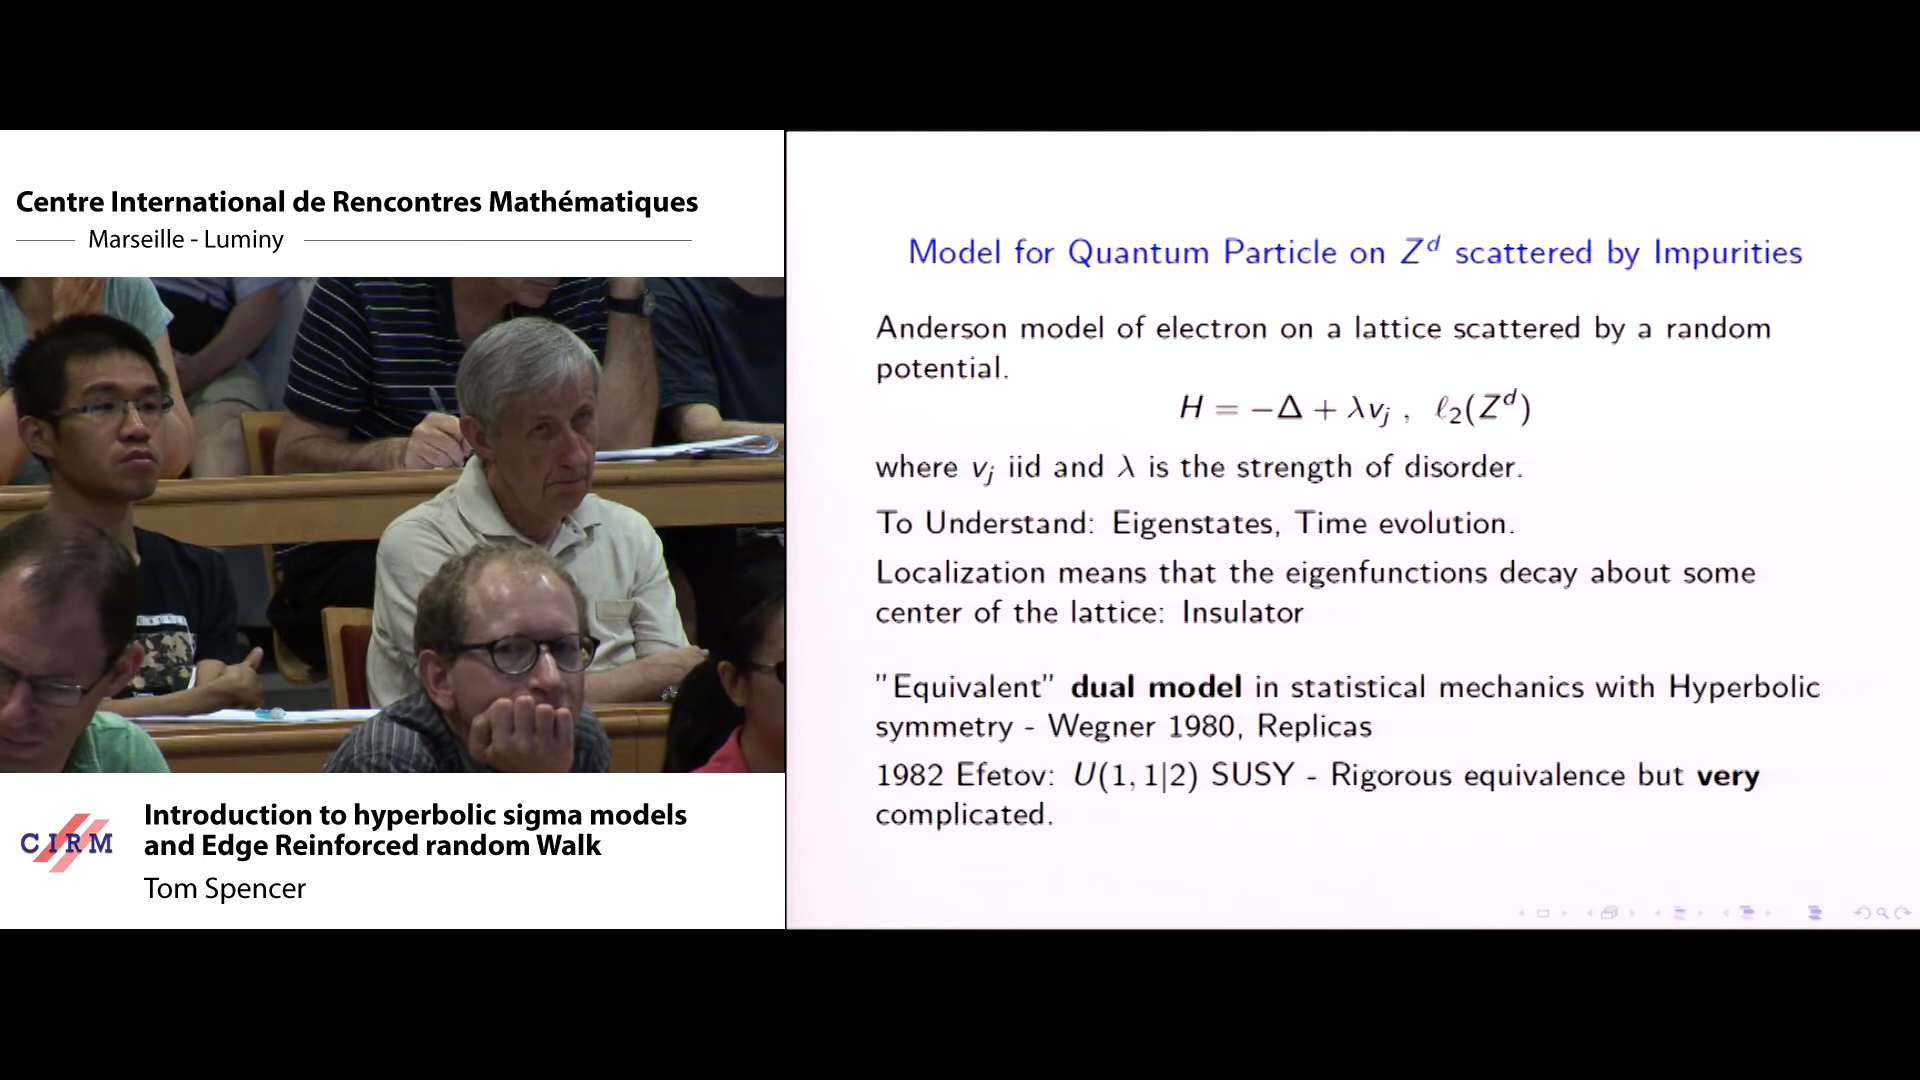 Centre International de Rencontres Mathématiques
Marseille - Luminy
CIRM
Introduction to hyperbolic sigma models
and Edge Reinforced random Walk
Tom Spencer
Model for Quantum Particle on Z^d scattered by Impurities
Anderson model of electron on a lattice scattered by a random
potential.
H = −Δ + λv_j , ℓ_2(Z^d)
where v_j iid and λ is the strength of disorder.
To Understand: Eigenstates, Time evolution.
Localization means that the eigenfunctions decay about some
center of the lattice: Insulator
"Equivalent" dual model in statistical mechanics with Hyperbolic
symmetry - Wegner 1980, Replicas
1982 Efetov: U(1, 1|2) SUSY - Rigorous equivalence but very
complicated.